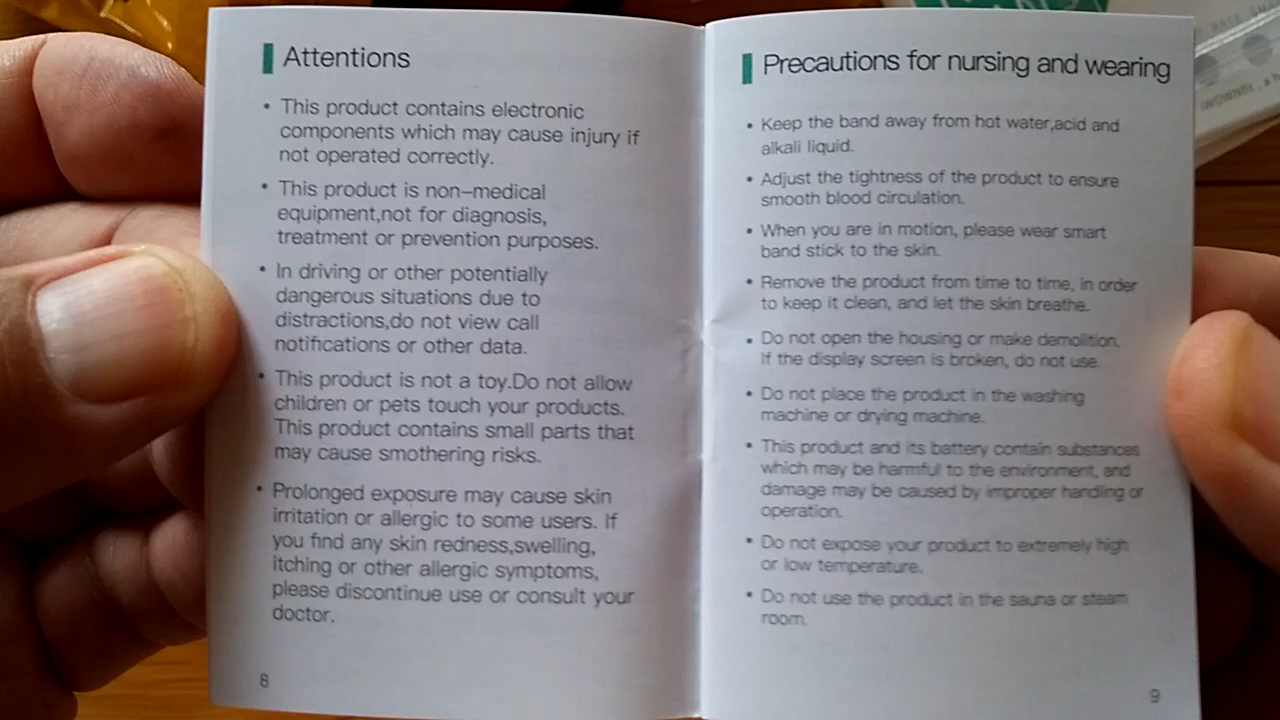 Attentions
• This product contains electronic
components which may cause injury if
not operated correctly.
• This product is non-medical
equipment,not for diagnosis,
treatment or prevention purposes.
• In driving or other potentially
dangerous situations due to
distractions,do not view call
notifications or other data.
• This product is not a toy.Do not allow
children or pets touch your products.
This product contains small parts that
may cause smothering risks.
• Prolonged exposure may cause skin
irritation or allergic to some users. If
you find any skin redness,swelling,
itching or other allergic symptoms,
please discontinue use or consult your
doctor.
8
Precautions for nursing and wearing
• Keep the band away from hot water,acid and
alkali liquid.
• Adjust the tightness of the product to ensure
smooth blood circulation.
• When you are in motion, please wear smart
band stick to the skin.
• Remove the product from time to time, in order
to keep it clean, and let the skin breathe.
• Do not open the housing or make demolition.
If the display screen is broken, do not use.
• Do not place the product in the washing
machine or drying machine.
• This product and its battery contain substances
which may be harmful to the environment, and
damage may be caused by improper handling or
operation.
• Do not expose your product to extremely high
or low temperature.
• Do not use the product in the sauna or steam
room.
9